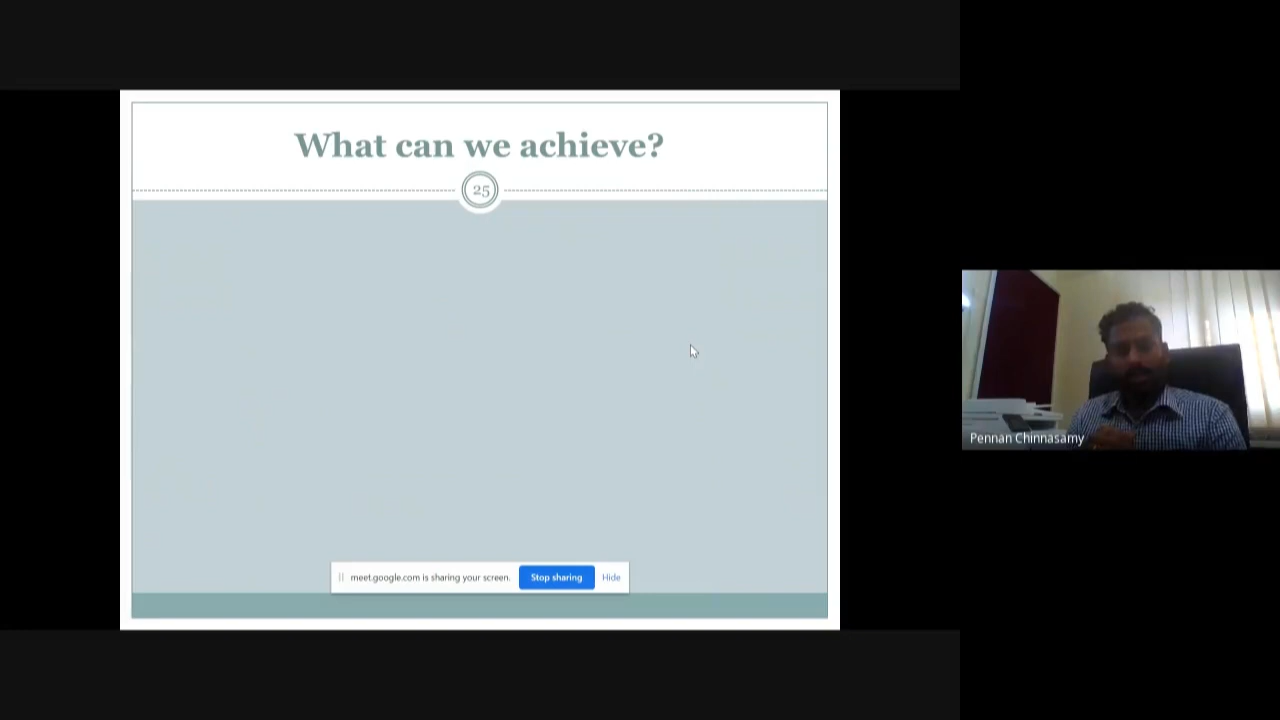 What can we achieve?
25
meet.google.com is sharing your screen. Stop sharing Hide
Pennan Chinnasamy